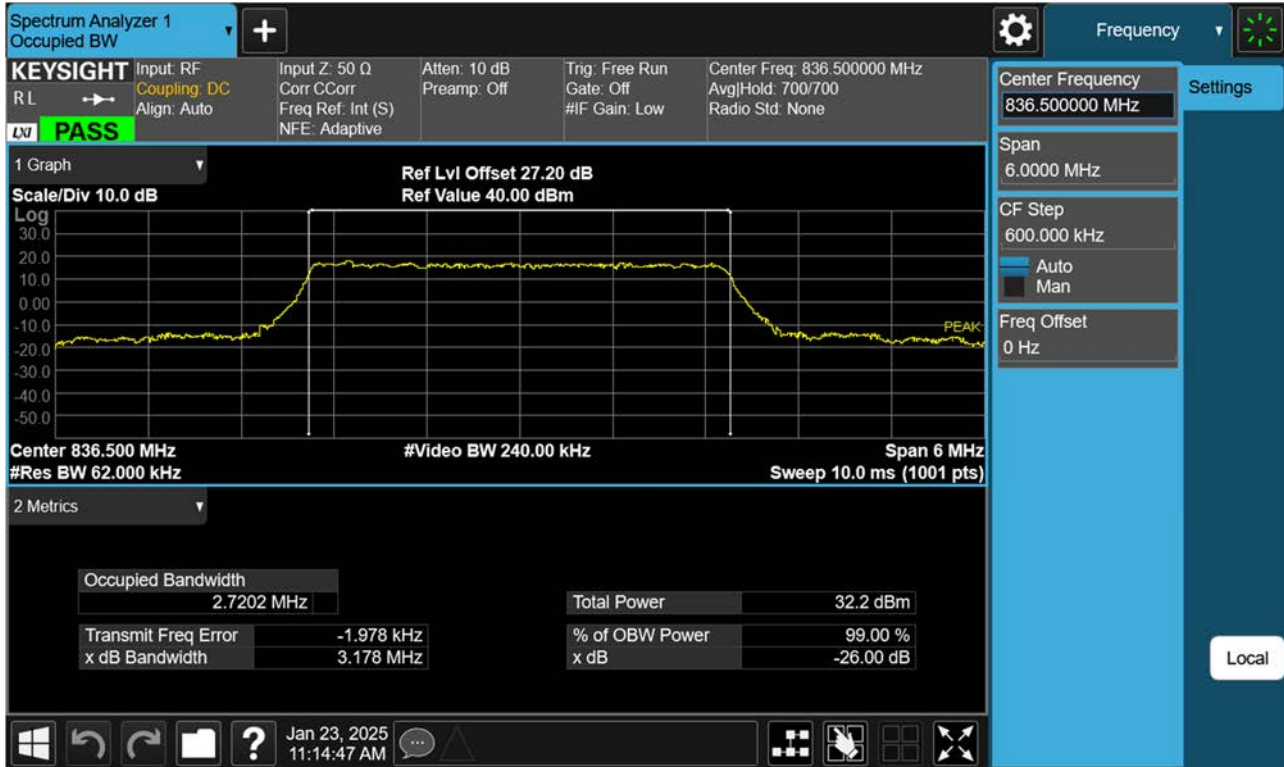 Spectrum Analyzer 1
Occupied BW
+
Frequency
KEYSIGHT
RL
LXI
PASS
Input: RF
Coupling: DC
Align: Auto
Input Z: 50 Ω
Corr CCorr
Freq Ref: Int (S)
NFE: Adaptive
Atten: 10 dB
Preamp: Off
Trig: Free Run
Gate: Off
#IF Gain: Low
Center Freq: 836.500000 MHz
Avg|Hold: 700/700
Radio Std: None
1 Graph
Scale/Div 10.0 dB
Ref Lvl Offset 27.20 dB
Ref Value 40.00 dBm
Log
30.0
20.0
10.0
0.00
-10.0
-20.0
-30.0
-40.0
-50.0
PEAK
Center 836.500 MHz
#Video BW 240.00 kHz
Span 6 MHz
#Res BW 62.000 kHz
Sweep 10.0 ms (1001 pts)
2 Metrics
Occupied Bandwidth
2.7202 MHz
Total Power 32.2 dBm
Transmit Freq Error -1.978 kHz
% of OBW Power 99.00 %
x dB Bandwidth 3.178 MHz
x dB -26.00 dB
Center Frequency
836.500000 MHz
Settings
Span
6.0000 MHz
CF Step
600.000 kHz
Auto
Man
Freq Offset
0 Hz
Local
?
Jan 23, 2025
11:14:47 AM